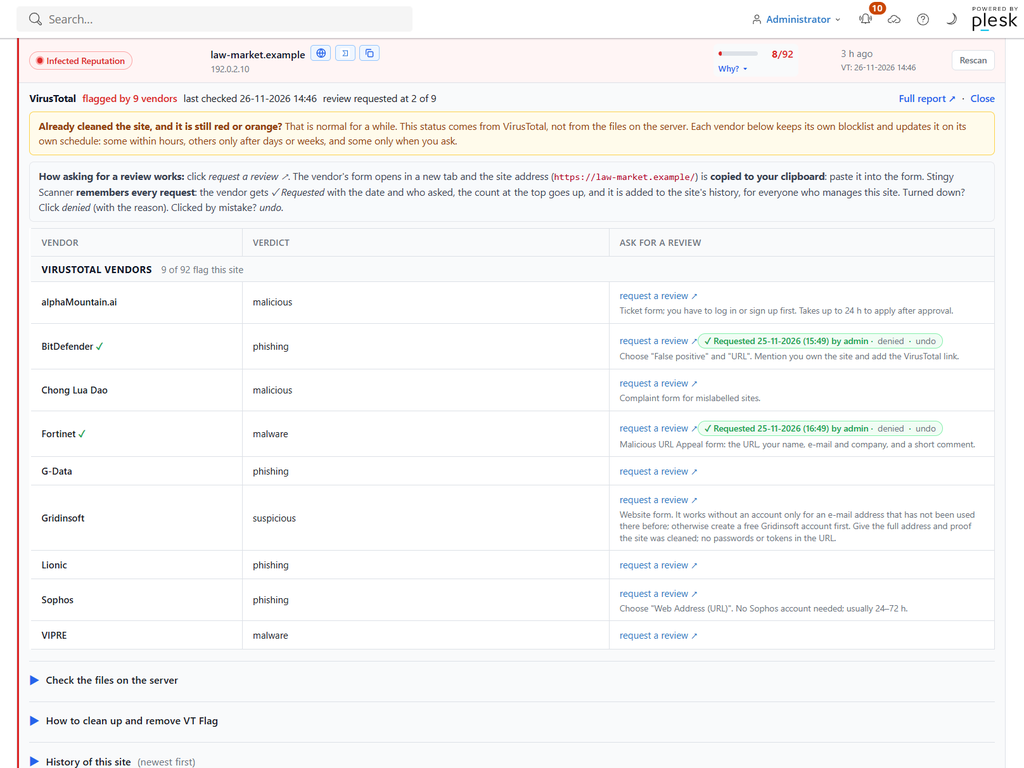 Search...
Administrator
10
POWERED BY
plesk
Infected Reputation
law-market.example
192.0.2.10
8/92
Why?
3 h ago
VT: 26-11-2026 14:46
Rescan
VirusTotal flagged by 9 vendors last checked 26-11-2026 14:46 review requested at 2 of 9
Full report ↗ · Close
Already cleaned the site, and it is still red or orange? That is normal for a while. This status comes from VirusTotal, not from the files on the server. Each vendor below keeps its own blocklist and updates it on its
own schedule: some within hours, others only after days or weeks, and some only when you ask.
How asking for a review works: click request a review ↗. The vendor's form opens in a new tab and the site address (https://law-market.example/) is copied to your clipboard: paste it into the form. Stingy
Scanner remembers every request: the vendor gets ✓ Requested with the date and who asked, the count at the top goes up, and it is added to the site's history, for everyone who manages this site. Turned down?
Click denied (with the reason). Clicked by mistake? undo.
VENDOR VERDICT ASK FOR A REVIEW
VIRUSTOTAL VENDORS 9 of 92 flag this site
alphaMountain.ai malicious request a review ↗
Ticket form: you have to log in or sign up first. Takes up to 24 h to apply after approval.
BitDefender ✓ phishing request a review ↗ ✓ Requested 25-11-2026 (15:49) by admin · denied · undo
Choose "False positive" and "URL". Mention you own the site and add the VirusTotal link.
Chong Lua Dao malicious request a review ↗
Complaint form for mislabelled sites.
Fortinet ✓ malware request a review ↗ ✓ Requested 25-11-2026 (16:49) by admin · denied · undo
Malicious URL Appeal form: the URL, your name, e-mail and company, and a short comment.
G-Data phishing request a review ↗
Gridinsoft suspicious request a review ↗
Website form. It works without an account only for an e-mail address that has not been used
there before; otherwise create a free Gridinsoft account first. Give the full address and proof
the site was cleaned; no passwords or tokens in the URL.
Lionic phishing request a review ↗
Sophos phishing request a review ↗
Choose "Web Address (URL)". No Sophos account needed; usually 24–72 h.
VIPRE malware request a review ↗
Check the files on the server
How to clean up and remove VT Flag
History of this site (newest first)